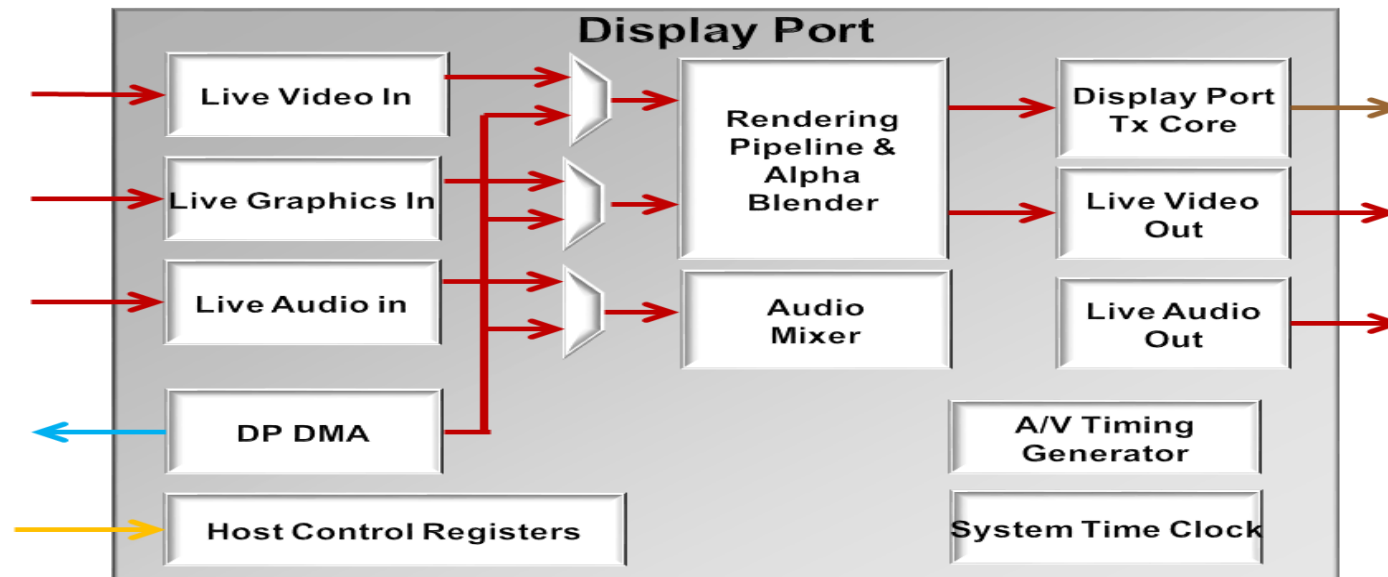 Display Port
Live Video In
Live Graphics In
Live Audio in
DP DMA
Host Control Registers
Rendering
Pipeline &
Alpha
Blender
Audio
Mixer
Display Port
Tx Core
Live Video
Out
Live Audio
Out
A/V Timing
Generator
System Time Clock